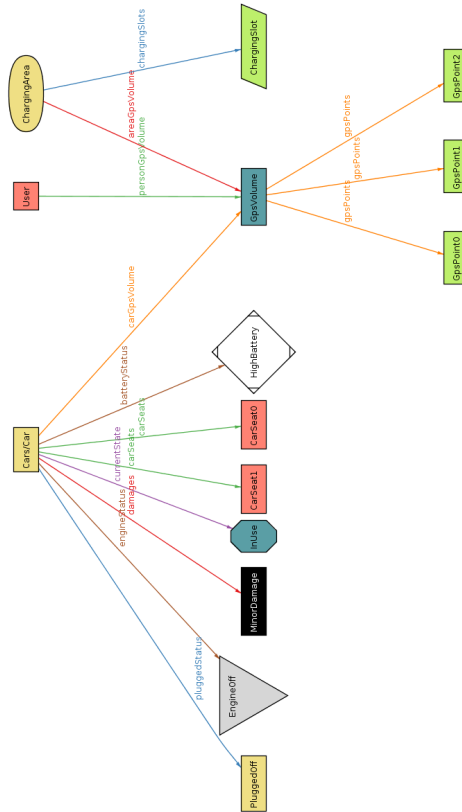 ChargingArea
User
Cars/Car
chargingSlots
areaGpsVolume
personGpsVolume
carGpsVolume
batteryStatus
carSeats
carSeats
currentState
damages
engineStatus
pluggedStatus
ChargingSlot
GpsVolume
HighBattery
CarSeat0
CarSeat1
InUse
MinorDamage
EngineOff
PluggedOff
gpsPoints
gpsPoints
gpsPoints
GpsPoint2
GpsPoint1
GpsPoint0